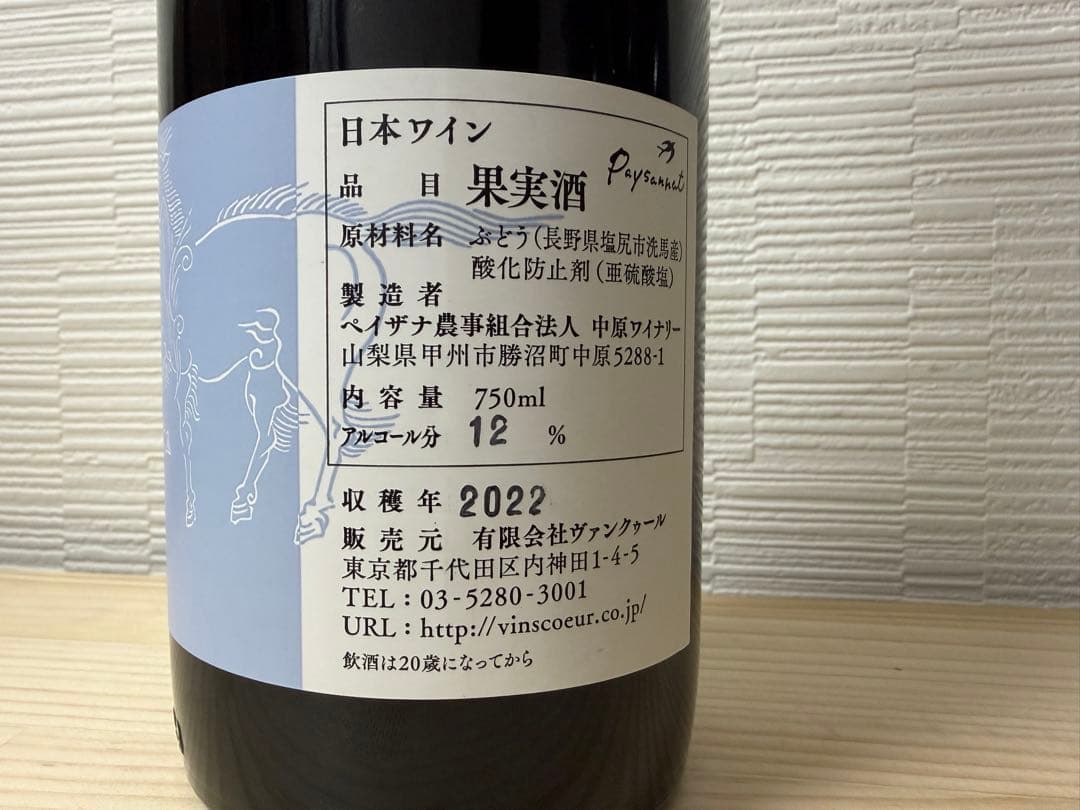 日本ワイン
Paysannat
品目 果実酒
原材料名 ぶどう(長野県塩尻市洗馬産)
酸化防止剤(亜硫酸塩)
製造者
ペイザナ農事組合法人 中原ワイナリー
山梨県甲州市勝沼町中原5288-1
内容量 750ml
アルコール分 12 %
収穫年 2022
販売元 有限会社ヴァンクゥール
東京都千代田区内神田1-4-5
TEL:03-5280-3001
URL:http://vinscoeur.co.jp/
飲酒は20歳になってから